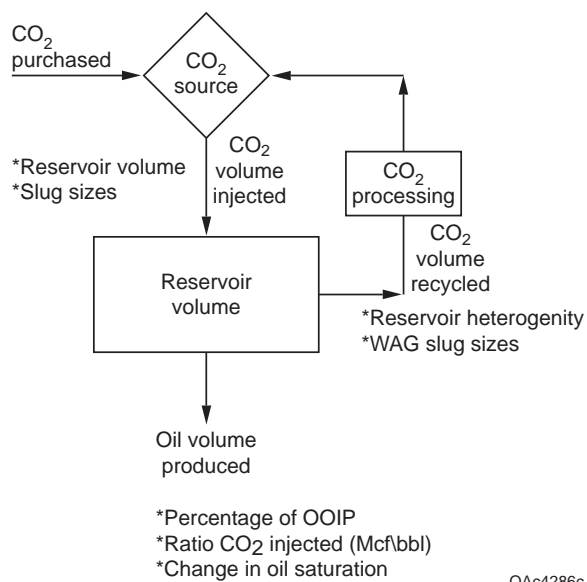 CO2
purchased
CO2
source
CO2
volume
injected
*Reservoir volume
*Slug sizes
CO2
processing
CO2
volume
recycled
Reservoir
volume
*Reservoir heterogenity
*WAG slug sizes
Oil volume
produced
*Percentage of OOIP
*Ratio CO2 injected (Mcf\bbl)
*Change in oil saturation
QAc4286c